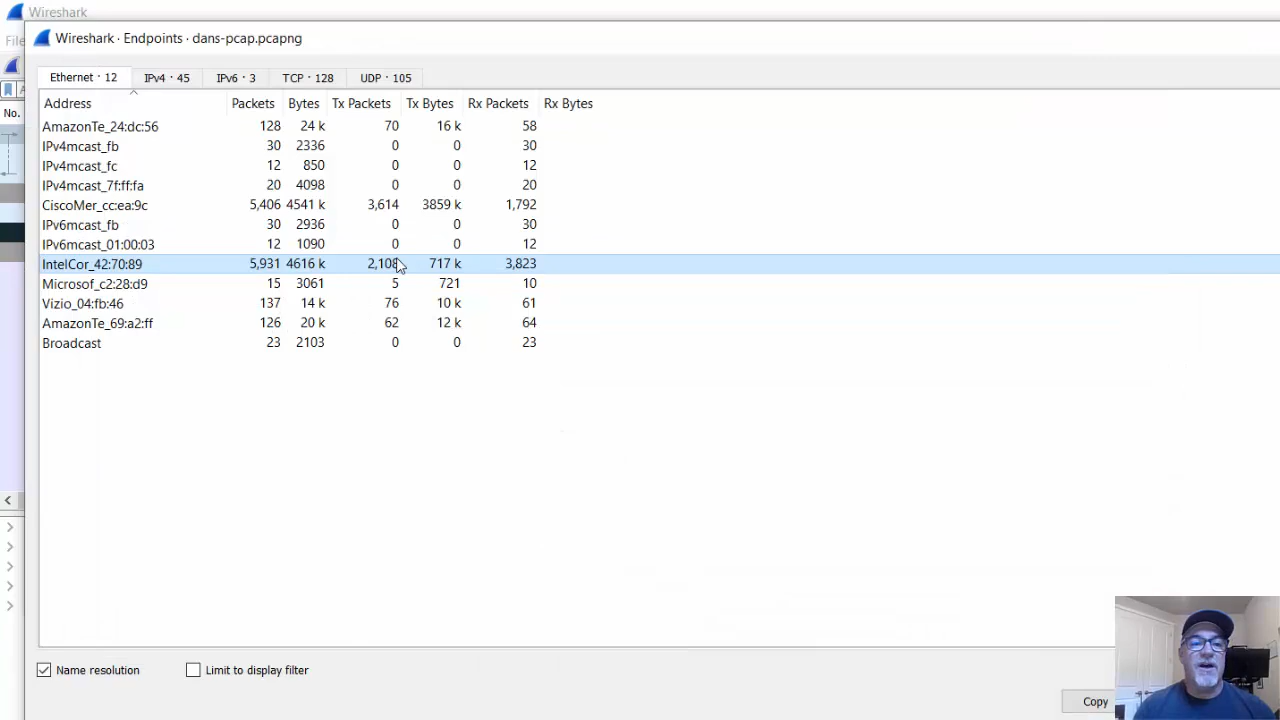 Wireshark
File
Wireshark · Endpoints · dans-pcap.pcapng
Ethernet · 12 IPv4 · 45 IPv6 · 3 TCP · 128 UDP · 105
No.
Address Packets Bytes Tx Packets Tx Bytes Rx Packets Rx Bytes
AmazonTe_24:dc:56 128 24 k 70 16 k 58
IPv4mcast_fb 30 2336 0 0 30
IPv4mcast_fc 12 850 0 0 12
IPv4mcast_7f:ff:fa 20 4098 0 0 20
CiscoMer_cc:ea:9c 5,406 4541 k 3,614 3859 k 1,792
IPv6mcast_fb 30 2936 0 0 30
IPv6mcast_01:00:03 12 1090 0 0 12
IntelCor_42:70:89 5,931 4616 k 2,108 717 k 3,823
Microsof_c2:28:d9 15 3061 5 721 10
Vizio_04:fb:46 137 14 k 76 10 k 61
AmazonTe_69:a2:ff 126 20 k 62 12 k 64
Broadcast 23 2103 0 0 23
Name resolution Limit to display filter
Copy